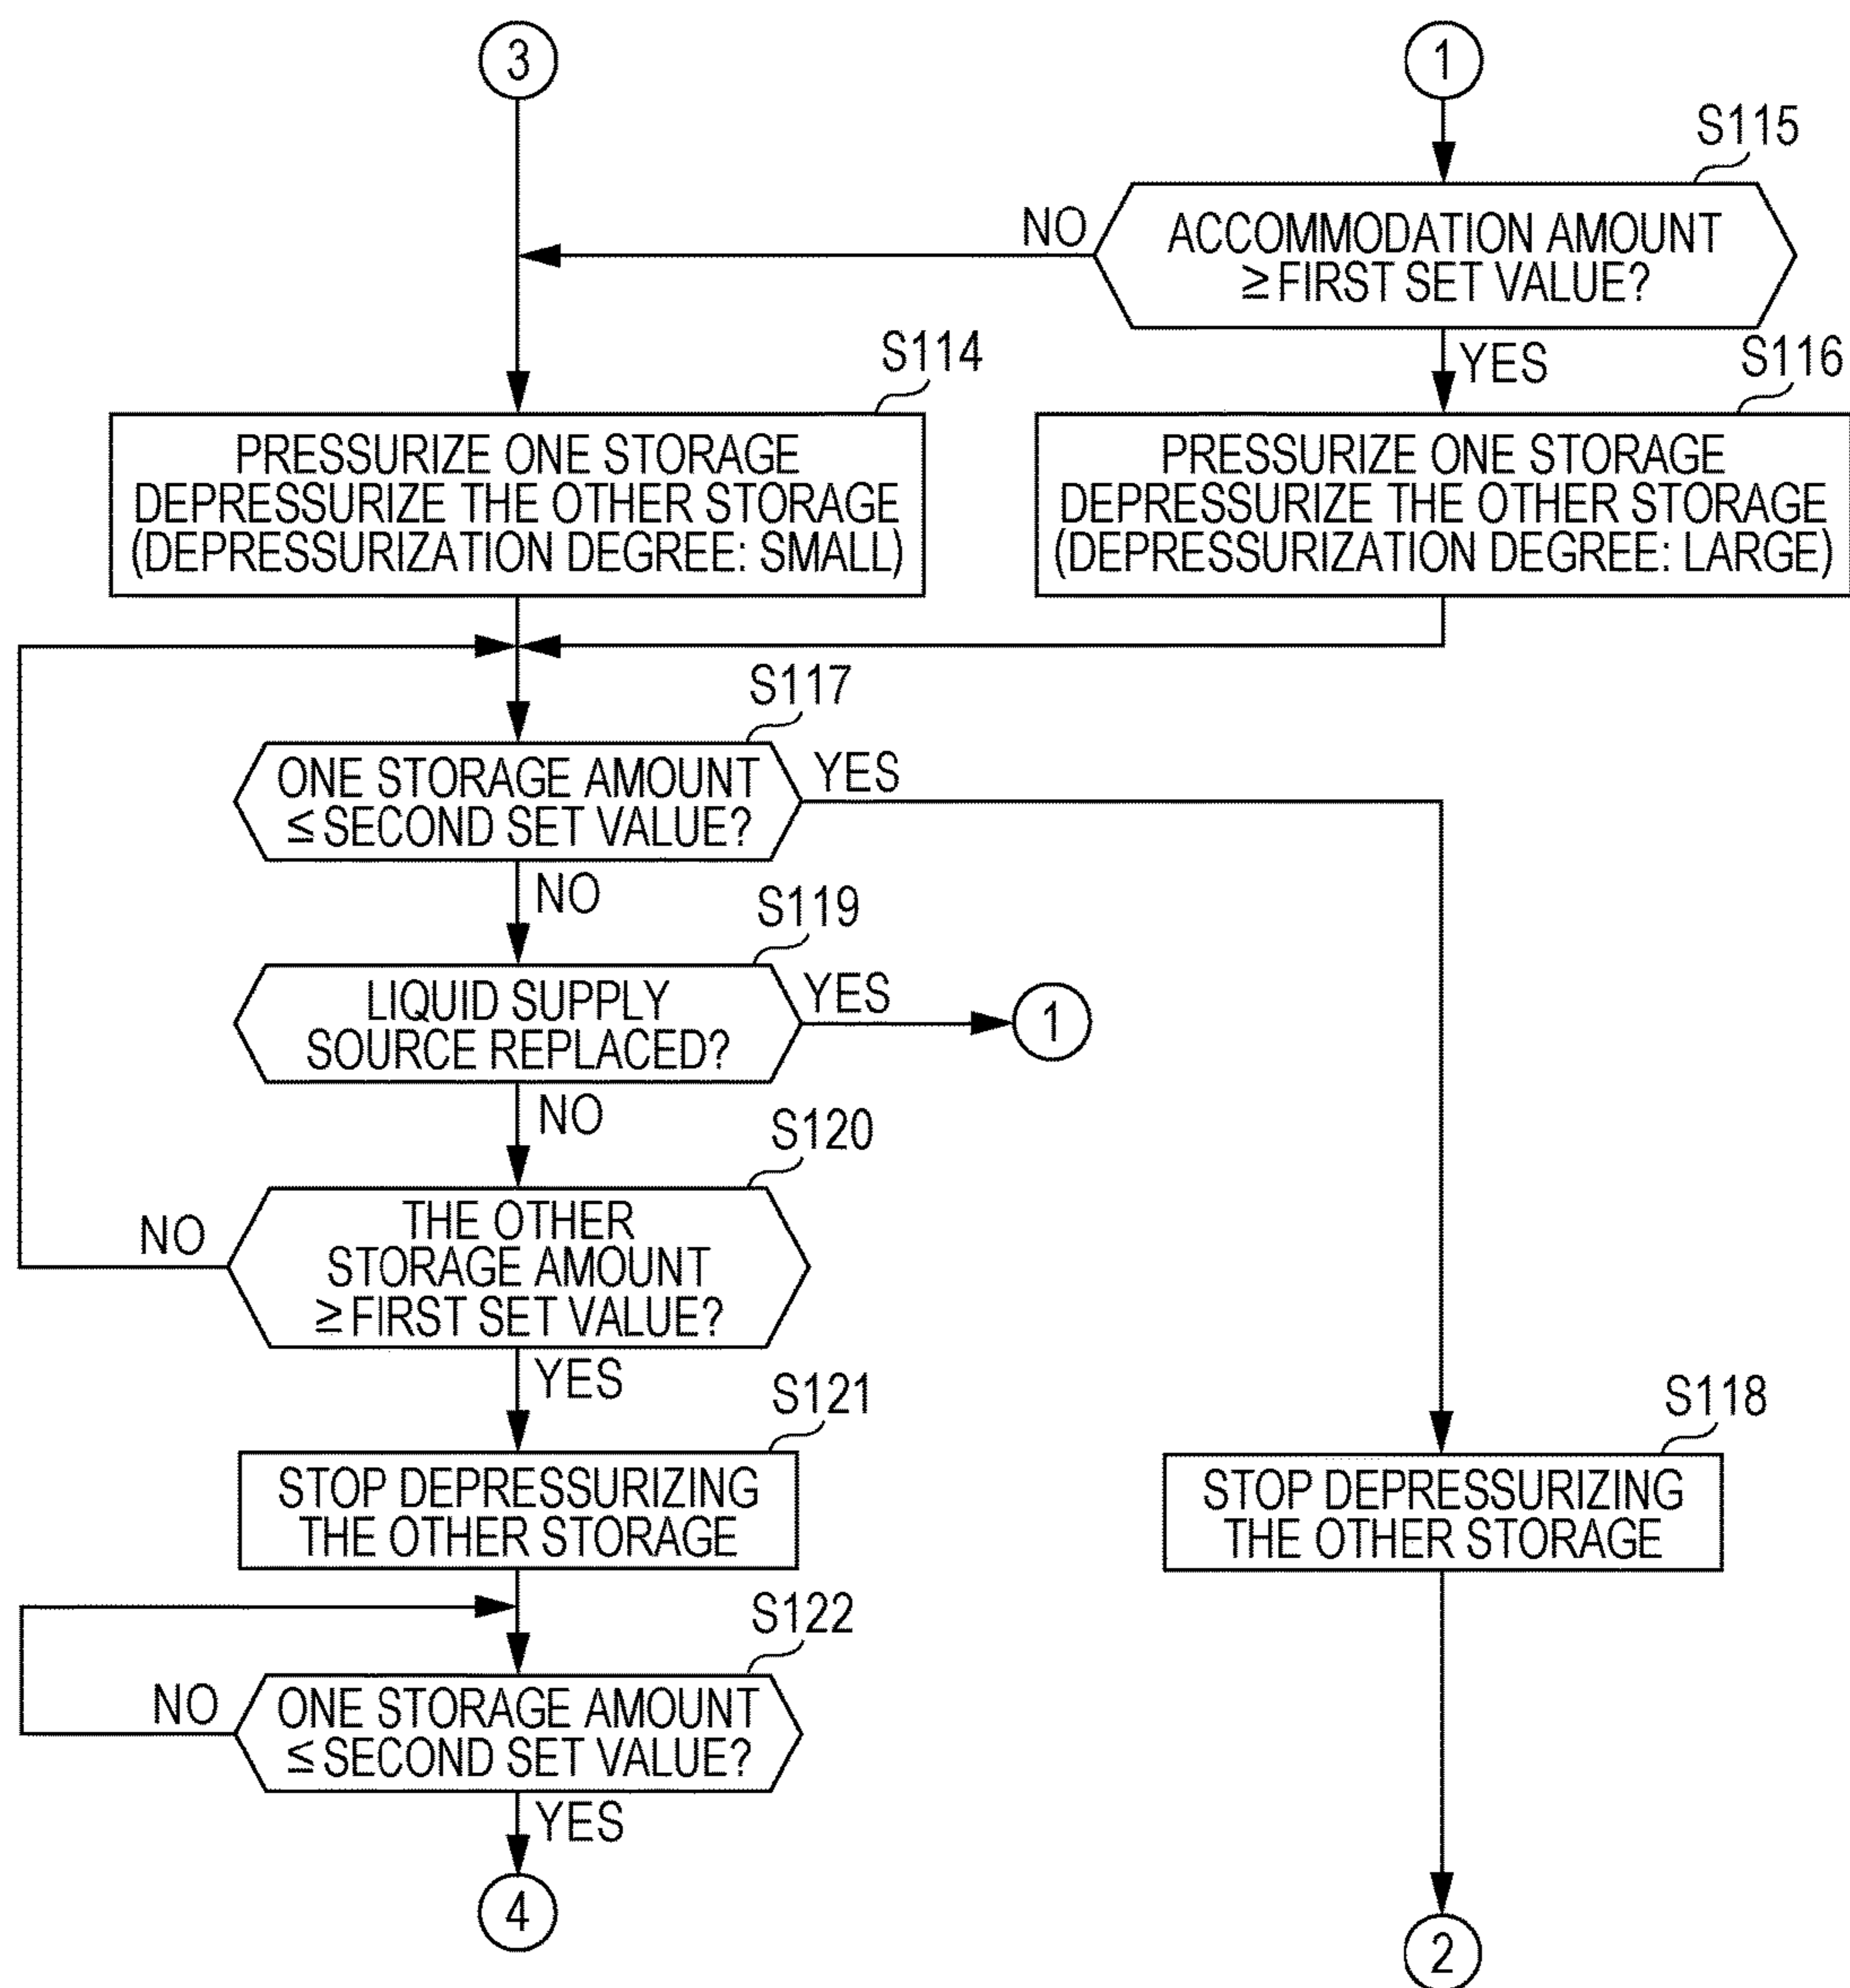 3
1
S115
NO
ACCOMMODATION AMOUNT
≥ FIRST SET VALUE?
S114
YES
S116
PRESSURIZE ONE STORAGE
DEPRESSURIZE THE OTHER STORAGE
(DEPRESSURIZATION DEGREE: SMALL)
PRESSURIZE ONE STORAGE
DEPRESSURIZE THE OTHER STORAGE
(DEPRESSURIZATION DEGREE: LARGE)
S117
ONE STORAGE AMOUNT
≤ SECOND SET VALUE?
YES
NO
S119
LIQUID SUPPLY
SOURCE REPLACED?
YES
1
NO
S120
THE OTHER
STORAGE AMOUNT
≥ FIRST SET VALUE?
NO
YES
S121
S118
STOP DEPRESSURIZING
THE OTHER STORAGE
STOP DEPRESSURIZING
THE OTHER STORAGE
S122
NO
ONE STORAGE AMOUNT
≤ SECOND SET VALUE?
YES
4
2